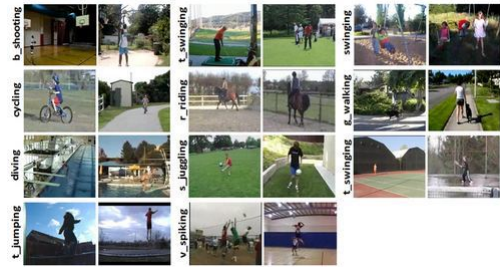 b_shooting
t_swinging
swinging
cycling
r_riding
g_walking
diving
s_juggling
t_swinging
t_jumping
v_spiking